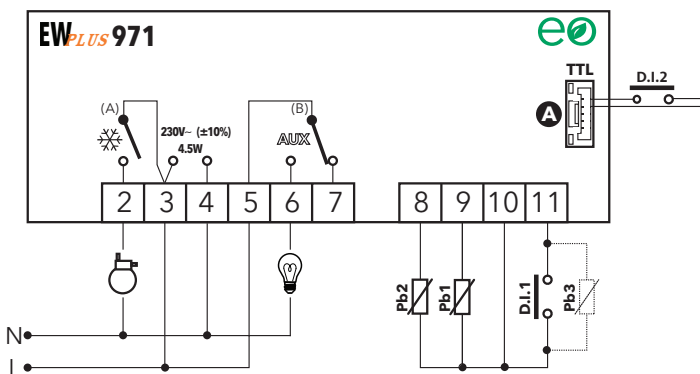 EWPLUS 971
eo
TTL
D.I.2
(A)
(B)
A
230V~ (±10%)
4.5W
AUX
2 3 4 5 6 7 8 9 10 11
Pb2
Pb1
D.I.1
Pb3
N
L